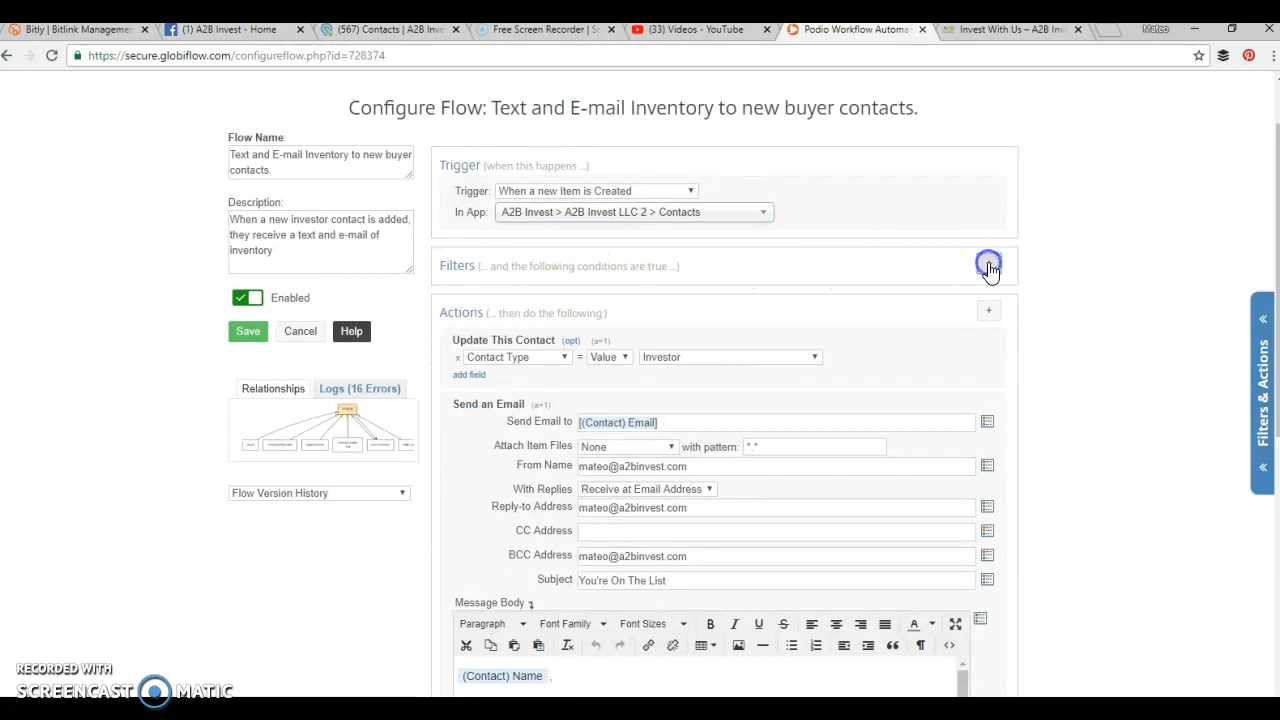 Bitly | Bitlink Managemen
(1) A2B Invest - Home
(567) Contacts | A2B Inve
Free Screen Recorder | Sc
(33) Videos - YouTube
Podio Workflow Automa
Invest With Us – A2B Inv
Mateo
https://secure.globiflow.com/configureflow.php?id=728374
Configure Flow: Text and E-mail Inventory to new buyer contacts.
Flow Name:
Text and E-mail Inventory to new buyer
contacts.
Description:
When a new investor contact is added,
they receive a text and e-mail of
inventory
Enabled
Save Cancel Help
Relationships Logs (16 Errors)
Flow Version History
Trigger (when this happens ...)
Trigger: When a new Item is Created
In App: A2B Invest > A2B Invest LLC 2 > Contacts
Filters (... and the following conditions are true ...)
Actions (... then do the following:) +
Update This Contact (opt) (a=1)
x Contact Type = Value Investor
add field
Send an Email (a=1)
Send Email to [(Contact) Email]
Attach Item Files None with pattern: *.*
From Name mateo@a2binvest.com
With Replies Receive at Email Address
Reply-to Address mateo@a2binvest.com
CC Address
BCC Address mateo@a2binvest.com
Subject You're On The List
Message Body
Paragraph Font Family Font Sizes B I U S A
(Contact) Name ,
Filters & Actions
RECORDED WITH
SCREENCAST MATIC